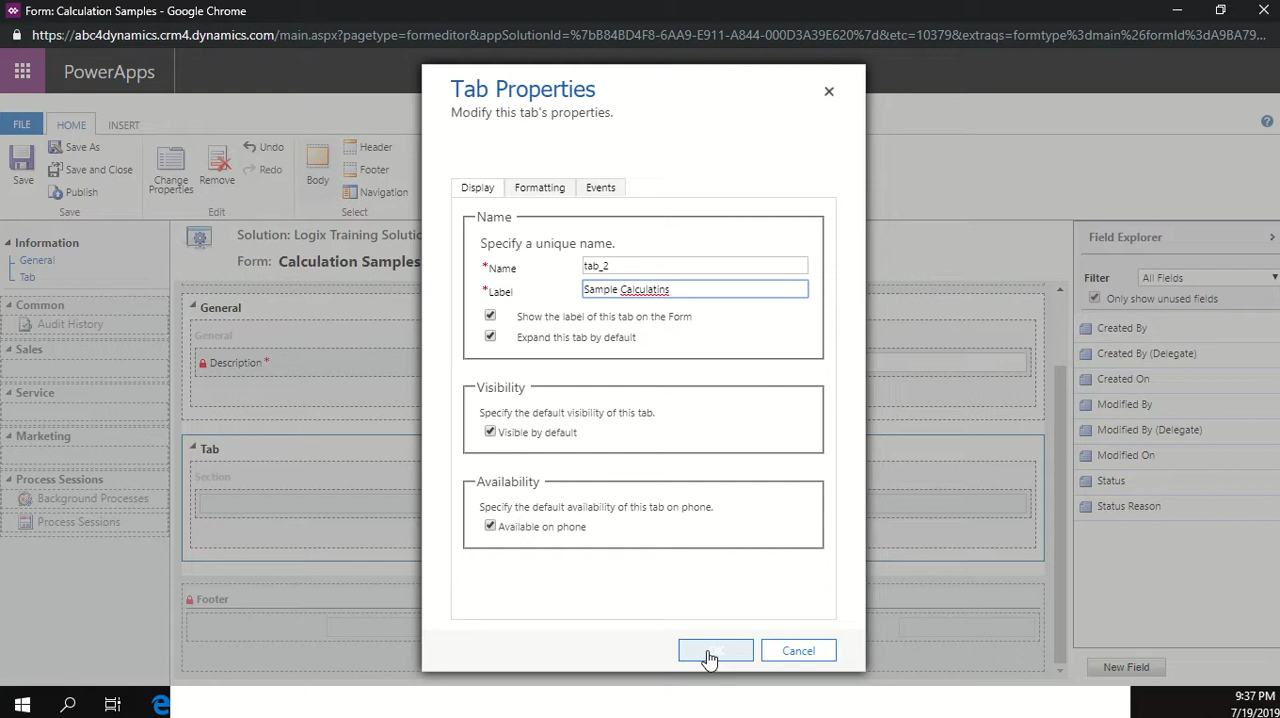 Form: Calculation Samples - Google Chrome
https://abc4dynamics.crm4.dynamics.com/main.aspx?pagetype=formeditor&appSolutionId=%7bB84BD4F8-6AA9-E911-A844-000D3A39E620%7d&etc=10379&extraqs=formtype%3dmain%26formId%3dA9BA79...
PowerApps
FILE
HOME
INSERT
Save
Save As
Save and Close
Publish
Save
Change Properties
Remove
Undo
Redo
Edit
Body
Header
Footer
Navigation
Select
Information
General
Tab
Common
Audit History
Sales
Service
Marketing
Process Sessions
Background Processes
Process Sessions
Solution: Logix Training Solutio
Form: Calculation Samples
General
General
Description *
Tab
Section
Footer
Tab Properties
Modify this tab's properties.
Display
Formatting
Events
Name
Specify a unique name.
*Name
tab_2
*Label
Sample Calculatins
Show the label of this tab on the Form
Expand this tab by default
Visibility
Specify the default visibility of this tab.
Visible by default
Availability
Specify the default availability of this tab on phone.
Available on phone
Cancel
Field Explorer
Filter
All Fields
Only show unused fields
Created By
Created By (Delegate)
Created On
Modified By
Modified By (Delegate)
Modified On
Status
Status Reason
New Field
9:37 PM
7/19/2019